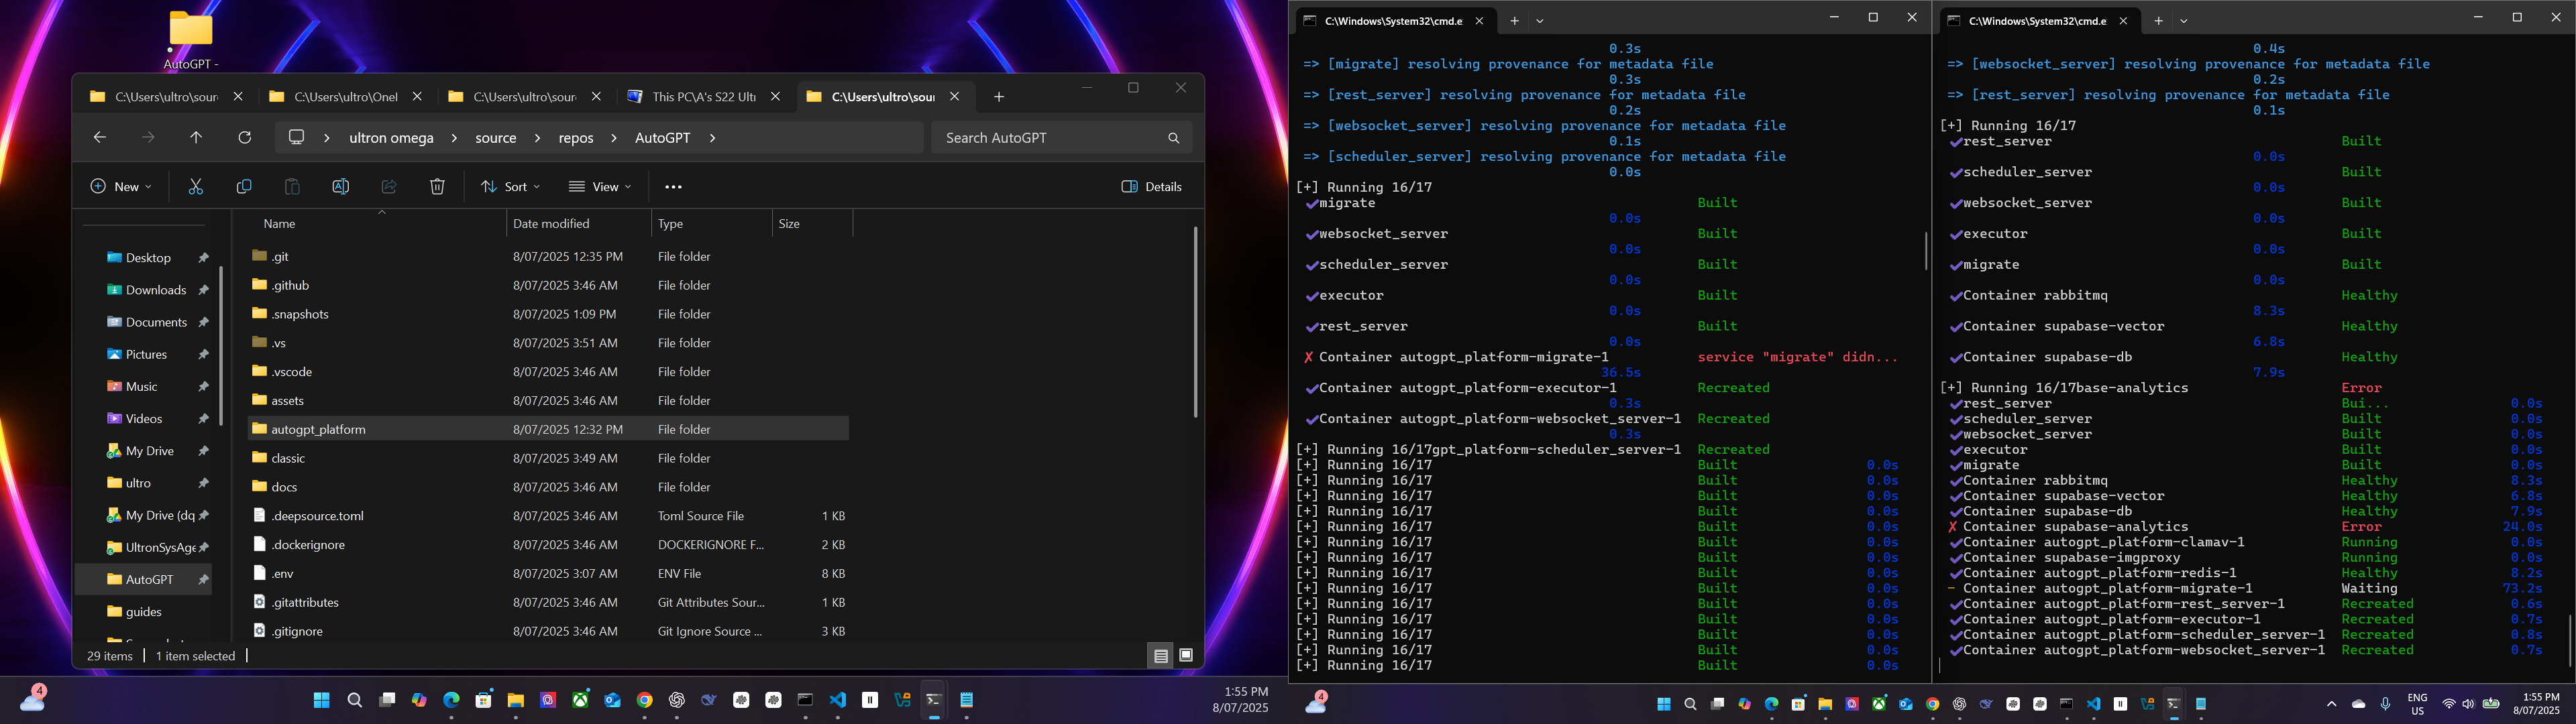 AutoGPT -
C:\Users\ultro\sour
C:\Users\ultro\Onel
C:\Users\ultro\sour
This PC\A's S22 Ultr
C:\Users\ultro\sour
ultron omega > source > repos > AutoGPT >
Search AutoGPT
New
Sort
View
Details
Name Date modified Type Size
Desktop
Downloads
Documents
Pictures
Music
Videos
My Drive
ultro
My Drive (dq
UltronSysAge
AutoGPT
guides
.git 8/07/2025 12:35 PM File folder
.github 8/07/2025 3:46 AM File folder
.snapshots 8/07/2025 1:09 PM File folder
.vs 8/07/2025 3:51 AM File folder
.vscode 8/07/2025 3:46 AM File folder
assets 8/07/2025 3:46 AM File folder
autogpt_platform 8/07/2025 12:32 PM File folder
classic 8/07/2025 3:49 AM File folder
docs 8/07/2025 3:46 AM File folder
.deepsource.toml 8/07/2025 3:46 AM Toml Source File 1 KB
.dockerignore 8/07/2025 3:46 AM DOCKERIGNORE F... 2 KB
.env 8/07/2025 3:07 AM ENV File 8 KB
.gitattributes 8/07/2025 3:46 AM Git Attributes Sour... 1 KB
.gitignore 8/07/2025 3:46 AM Git Ignore Source ... 3 KB
29 items 1 item selected
4
1:55 PM
8/07/2025
C:\Windows\System32\cmd.e
0.3s
=> [migrate] resolving provenance for metadata file
0.3s
=> [rest_server] resolving provenance for metadata file
0.2s
=> [websocket_server] resolving provenance for metadata file
0.1s
=> [scheduler_server] resolving provenance for metadata file
0.0s
[+] Running 16/17
✔migrate Built
0.0s
✔websocket_server Built
0.0s
✔scheduler_server Built
0.0s
✔executor Built
0.0s
✔rest_server Built
0.0s
✘ Container autogpt_platform-migrate-1 service "migrate" didn...
36.5s
✔Container autogpt_platform-executor-1 Recreated
0.3s
✔Container autogpt_platform-websocket_server-1 Recreated
0.3s
[+] Running 16/17gpt_platform-scheduler_server-1 Recreated
[+] Running 16/17 Built 0.0s
[+] Running 16/17 Built 0.0s
[+] Running 16/17 Built 0.0s
[+] Running 16/17 Built 0.0s
[+] Running 16/17 Built 0.0s
[+] Running 16/17 Built 0.0s
[+] Running 16/17 Built 0.0s
[+] Running 16/17 Built 0.0s
[+] Running 16/17 Built 0.0s
[+] Running 16/17 Built 0.0s
[+] Running 16/17 Built 0.0s
[+] Running 16/17 Built 0.0s
[+] Running 16/17 Built 0.0s
[+] Running 16/17 Built 0.0s
C:\Windows\System32\cmd.e
0.4s
=> [websocket_server] resolving provenance for metadata file
0.2s
=> [rest_server] resolving provenance for metadata file
0.1s
[+] Running 16/17
✔rest_server Built
0.0s
✔scheduler_server Built
0.0s
✔websocket_server Built
0.0s
✔executor Built
0.0s
✔migrate Built
0.0s
✔Container rabbitmq Healthy
8.3s
✔Container supabase-vector Healthy
6.8s
✔Container supabase-db Healthy
7.9s
[+] Running 16/17base-analytics Error
✔rest_server Bui... 0.0s
✔scheduler_server Built 0.0s
✔websocket_server Built 0.0s
✔executor Built 0.0s
✔migrate Built 0.0s
✔Container rabbitmq Healthy 8.3s
✔Container supabase-vector Healthy 6.8s
✔Container supabase-db Healthy 7.9s
✘ Container supabase-analytics Error 24.0s
✔Container autogpt_platform-clamav-1 Running 0.0s
✔Container supabase-imgproxy Running 0.0s
✔Container autogpt_platform-redis-1 Healthy 8.2s
- Container autogpt_platform-migrate-1 Waiting 73.2s
✔Container autogpt_platform-rest_server-1 Recreated 0.6s
✔Container autogpt_platform-executor-1 Recreated 0.7s
✔Container autogpt_platform-scheduler_server-1 Recreated 0.8s
✔Container autogpt_platform-websocket_server-1 Recreated 0.7s
4
ENG
US
1:55 PM
8/07/2025